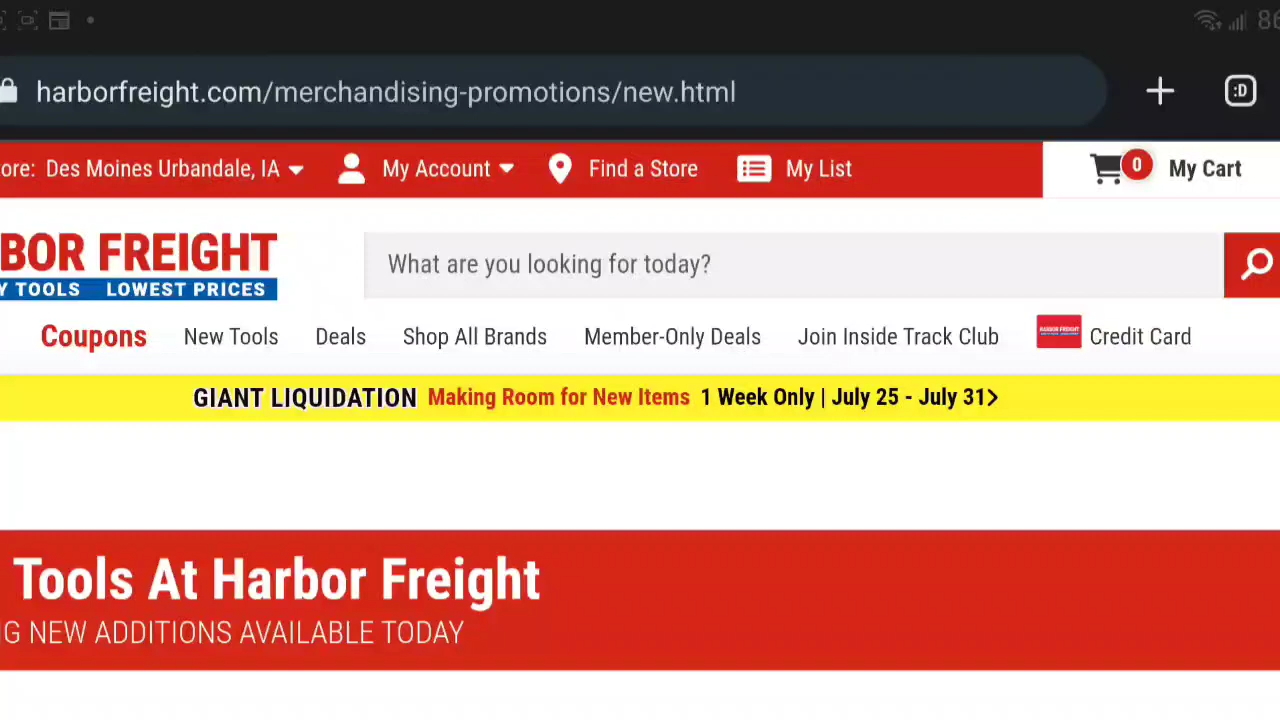 86
harborfreight.com/merchandising-promotions/new.html
:D
ore: Des Moines Urbandale, IA My Account Find a Store My List 0 My Cart
BOR FREIGHT
Y TOOLS LOWEST PRICES
What are you looking for today?
Coupons New Tools Deals Shop All Brands Member-Only Deals Join Inside Track Club HARBOR FREIGHT Credit Card
GIANT LIQUIDATION Making Room for New Items 1 Week Only | July 25 - July 31
Tools At Harbor Freight
G NEW ADDITIONS AVAILABLE TODAY